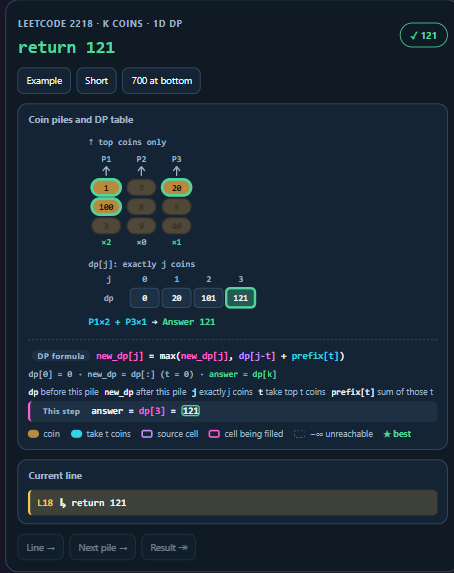 LEETCODE 2218 · K COINS · 1D DP
return 121
✓ 121
Example Short 700 at bottom
Coin piles and DP table
↑ top coins only
P1 P2 P3
↑ ↑ ↑
1 7 20
100 8 5
3 9 40
×2 ×0 ×1
dp[j]: exactly j coins
j 0 1 2 3
dp 0 20 101 121
P1×2 + P3×1 → Answer 121
DP formula new_dp[j] = max(new_dp[j], dp[j-t] + prefix[t])
dp[0] = 0 · new_dp = dp[:] (t = 0) · answer = dp[k]
dp before this pile new_dp after this pile j exactly j coins t take top t coins prefix[t] sum of those t
This step answer = dp[3] = 121
coin take t coins source cell cell being filled −∞ unreachable ★ best
Current line
L18 ↳ return 121
Line → Next pile → Result ↠